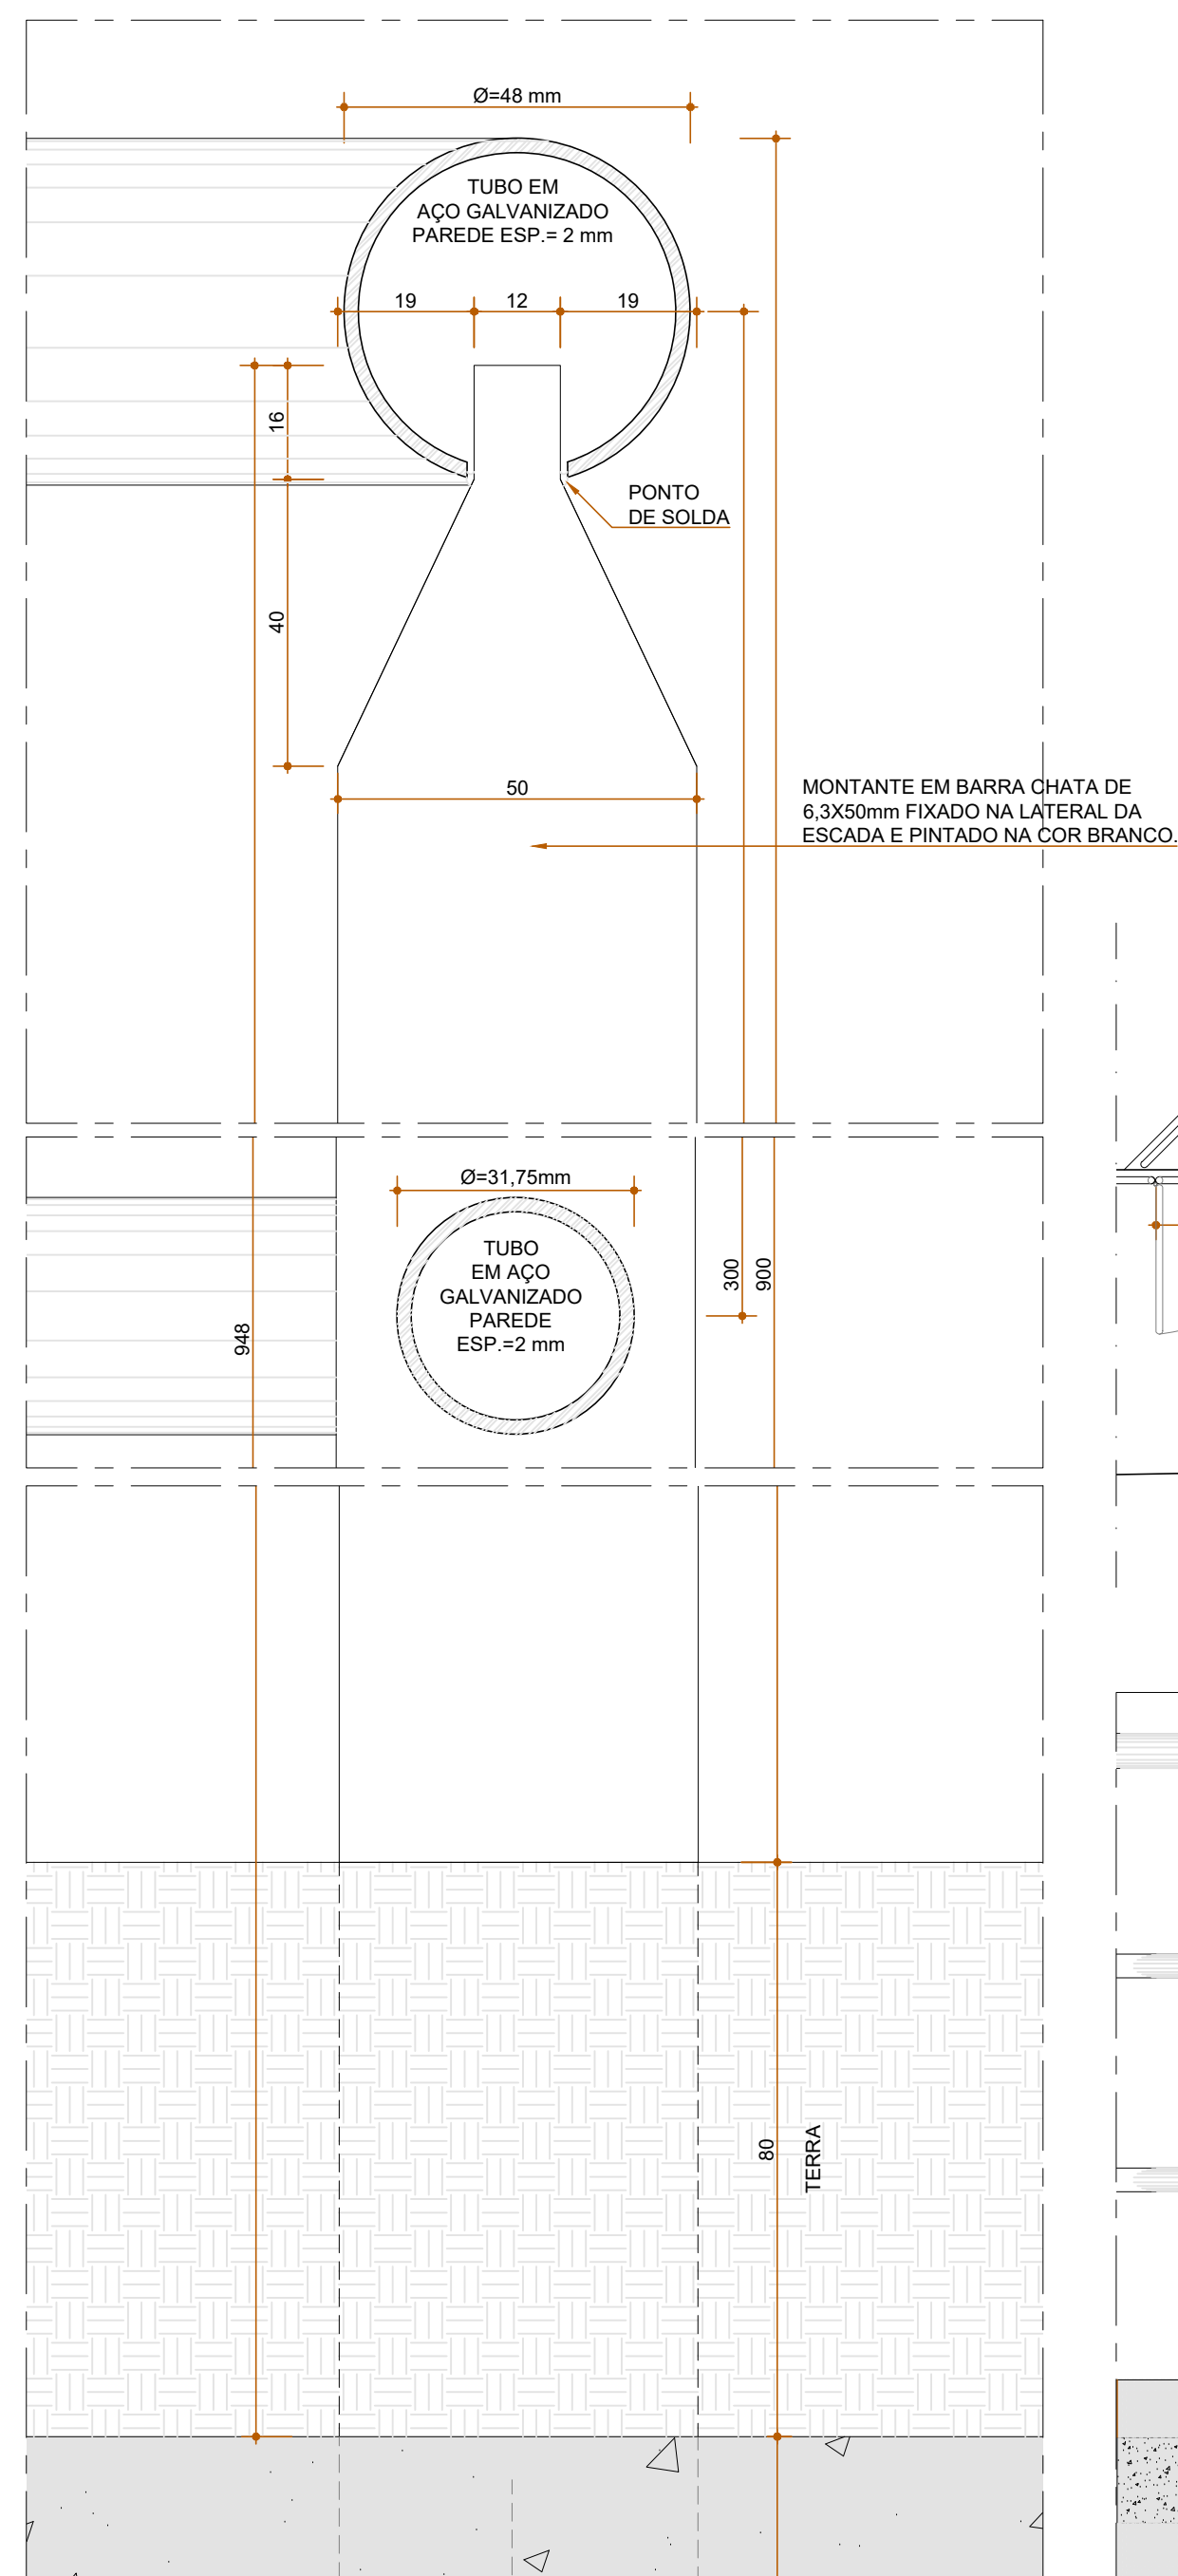 Ø=48 mm
TUBO EM
AÇO GALVANIZADO
PAREDE ESP.= 2 mm
19
12
19
16
PONTO
DE SOLDA
40
50
MONTANTE EM BARRA CHATA DE
6,3X50mm FIXADO NA LATERAL DA
ESCADA E PINTADO NA COR BRANCO.
Ø=31,75mm
TUBO
EM AÇO
GALVANIZADO
PAREDE
ESP.=2 mm
300
900
948
80
TERRA